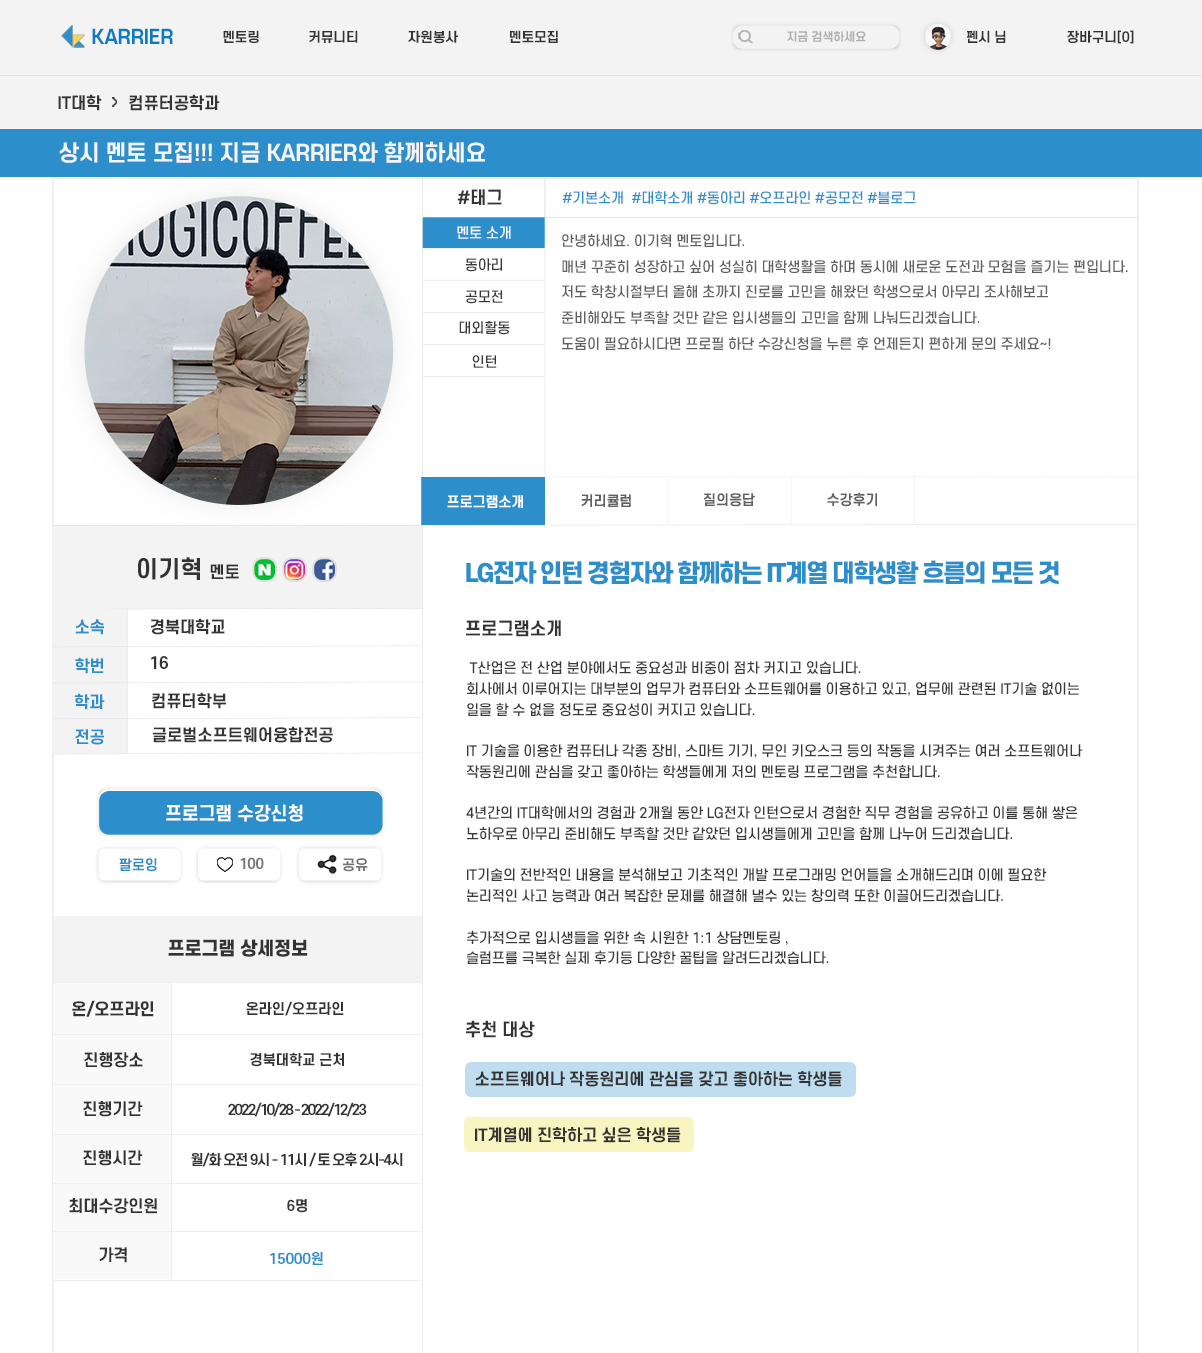 KARRIER
멘토링
커뮤니티
자원봉사
멘토모집
지금 검색하세요
펜시 님
장바구니[0]
IT대학 > 컴퓨터공학과
상시 멘토 모집!!! 지금 KARRIER와 함께하세요
#태그
#기본소개 #대학소개 #동아리 #오프라인 #공모전 #블로그
멘토 소개
동아리
공모전
대외활동
인턴
안녕하세요. 이기혁 멘토입니다.
매년 꾸준히 성장하고 싶어 성실히 대학생활을 하며 동시에 새로운 도전과 모험을 즐기는 편입니다.
저도 학창시절부터 올해 초까지 진로를 고민을 해왔던 학생으로서 아무리 조사해보고
준비해와도 부족할 것만 같은 입시생들의 고민을 함께 나눠드리겠습니다.
도움이 필요하시다면 프로필 하단 수강신청을 누른 후 언제든지 편하게 문의 주세요~!
프로그램소개
커리큘럼
질의응답
수강후기
이기혁 멘토
N
소속 경북대학교
학번 16
학과 컴퓨터학부
전공 글로벌소프트웨어융합전공
프로그램 수강신청
팔로잉
100
공유
프로그램 상세정보
온/오프라인 온라인/오프라인
진행장소 경북대학교 근처
진행기간 2022/10/28 - 2022/12/23
진행시간 월/화 오전 9시 - 11시 / 토 오후 2시-4시
최대수강인원 6명
가격 15000원
LG전자 인턴 경험자와 함께하는 IT계열 대학생활 흐름의 모든 것
프로그램소개
T산업은 전 산업 분야에서도 중요성과 비중이 점차 커지고 있습니다.
회사에서 이루어지는 대부분의 업무가 컴퓨터와 소프트웨어를 이용하고 있고, 업무에 관련된 IT기술 없이는
일을 할 수 없을 정도로 중요성이 커지고 있습니다.
IT 기술을 이용한 컴퓨터나 각종 장비, 스마트 기기, 무인 키오스크 등의 작동을 시켜주는 여러 소프트웨어나
작동원리에 관심을 갖고 좋아하는 학생들에게 저의 멘토링 프로그램을 추천합니다.
4년간의 IT대학에서의 경험과 2개월 동안 LG전자 인턴으로서 경험한 직무 경험을 공유하고 이를 통해 쌓은
노하우로 아무리 준비해도 부족할 것만 같았던 입시생들에게 고민을 함께 나누어 드리겠습니다.
IT기술의 전반적인 내용을 분석해보고 기초적인 개발 프로그래밍 언어들을 소개해드리며 이에 필요한
논리적인 사고 능력과 여러 복잡한 문제를 해결해 낼수 있는 창의력 또한 이끌어드리겠습니다.
추가적으로 입시생들을 위한 속 시원한 1:1 상담멘토링 ,
슬럼프를 극복한 실제 후기등 다양한 꿀팁을 알려드리겠습니다.
추천 대상
소프트웨어나 작동원리에 관심을 갖고 좋아하는 학생들
IT계열에 진학하고 싶은 학생들